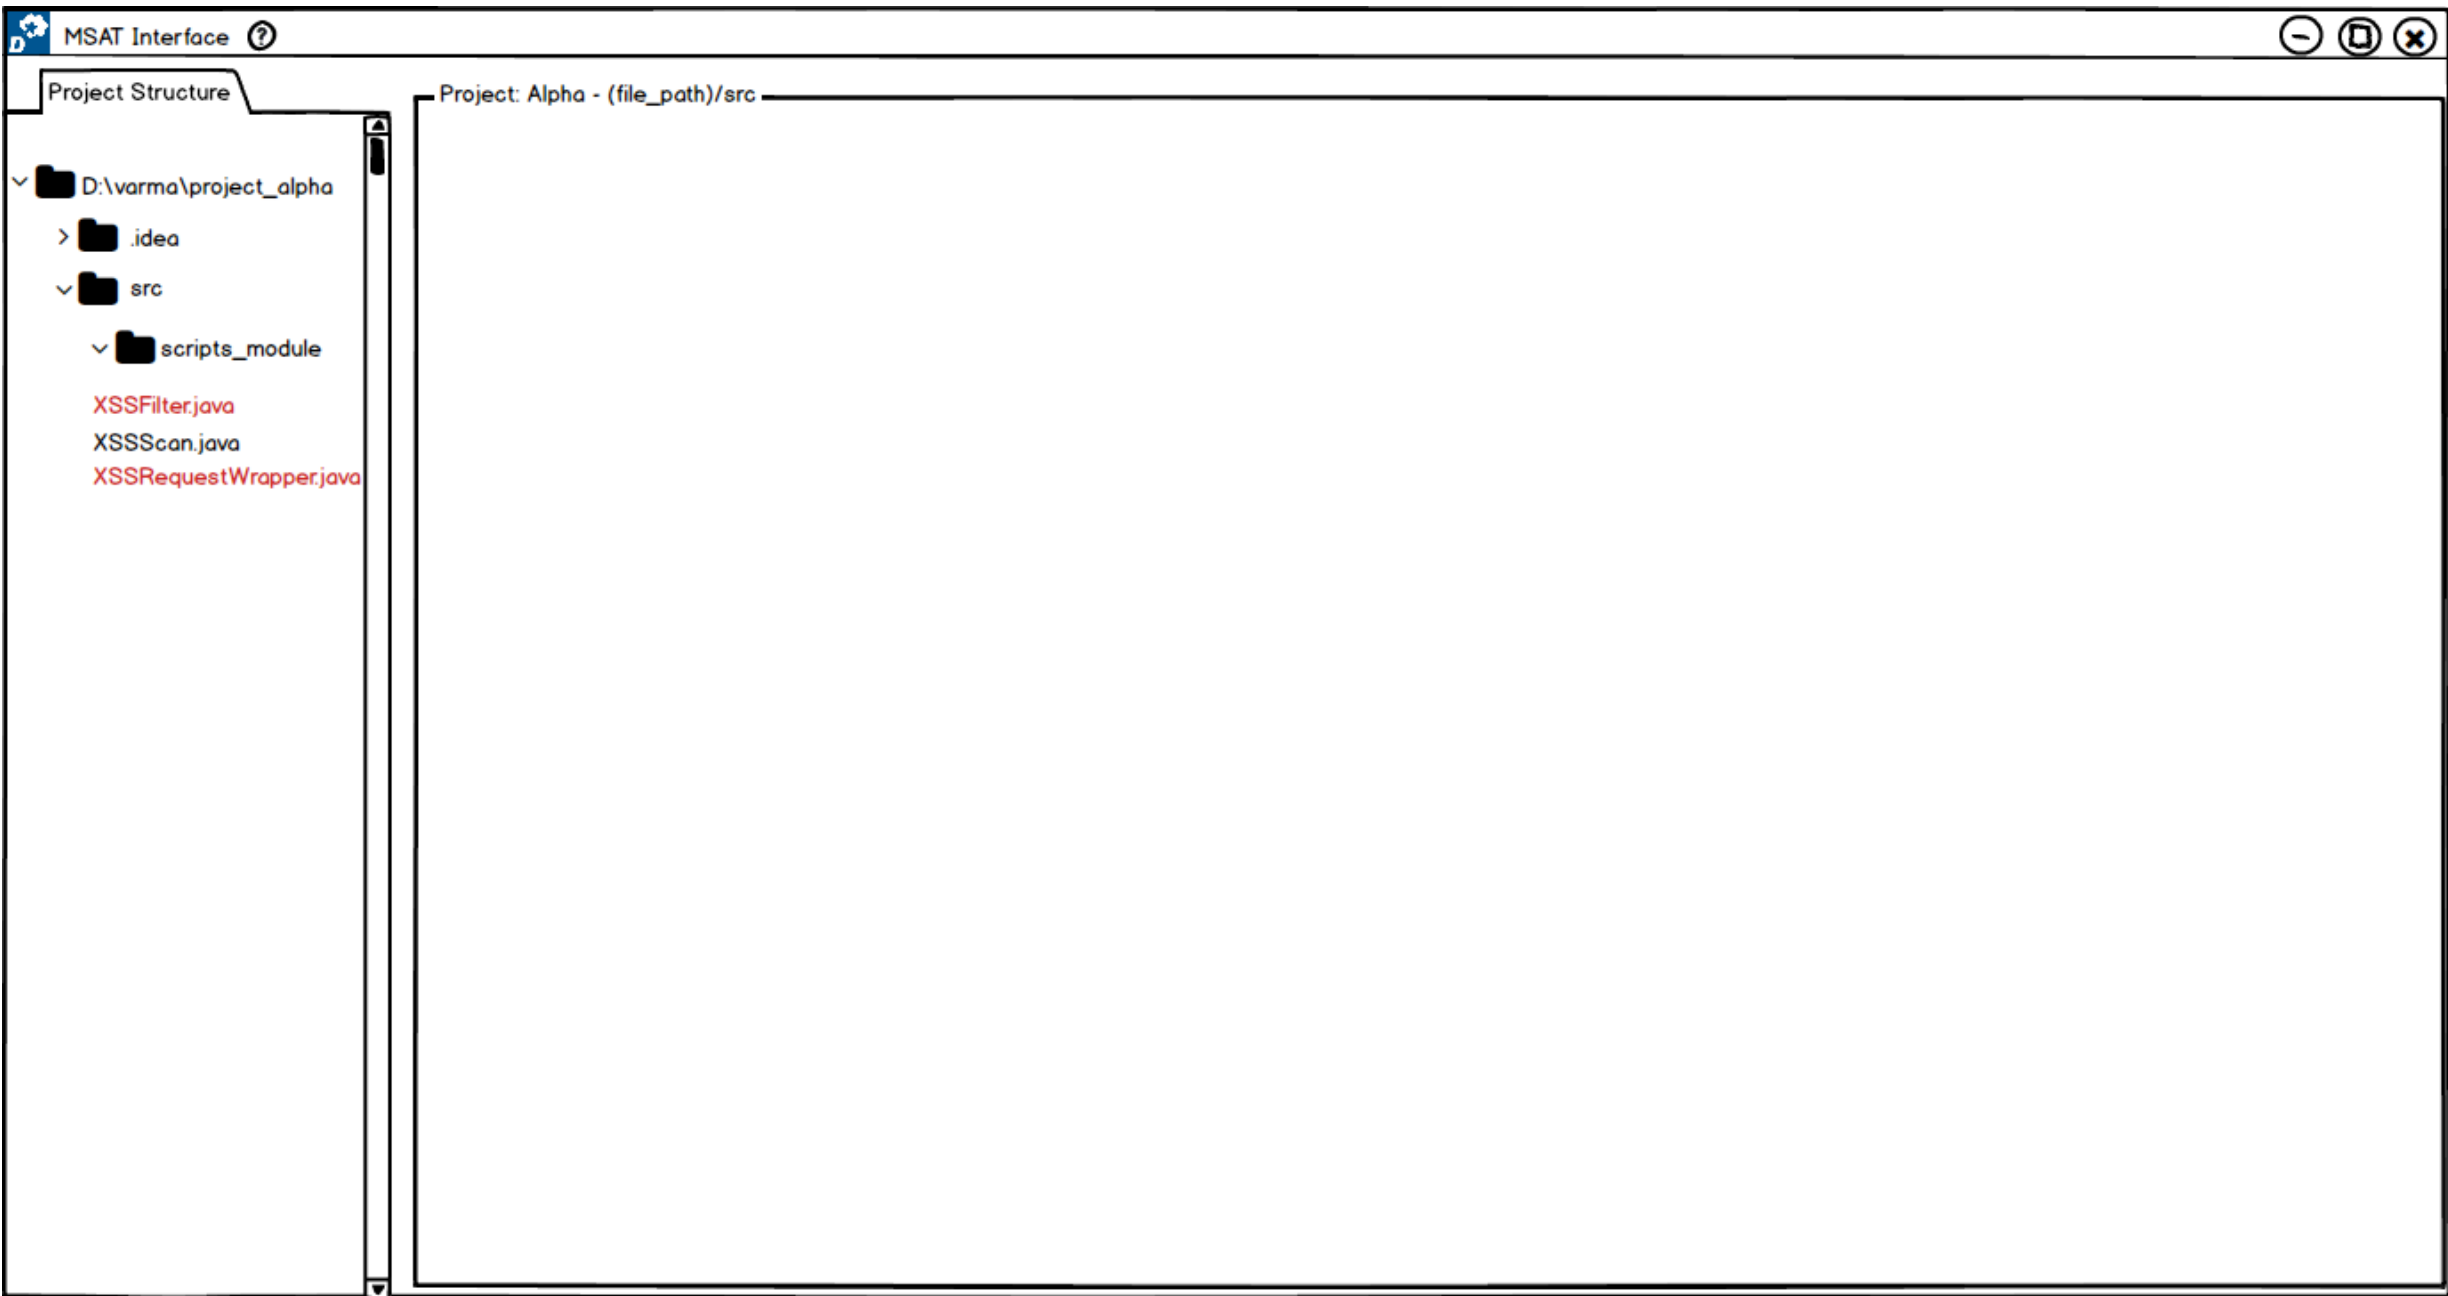 D
MSAT Interface ?
Project Structure
Project: Alpha - (file_path)/src
D:\varma\project_alpha
.idea
src
scripts_module
XSSFilter.java
XSSScan.java
XSSRequestWrapper.java